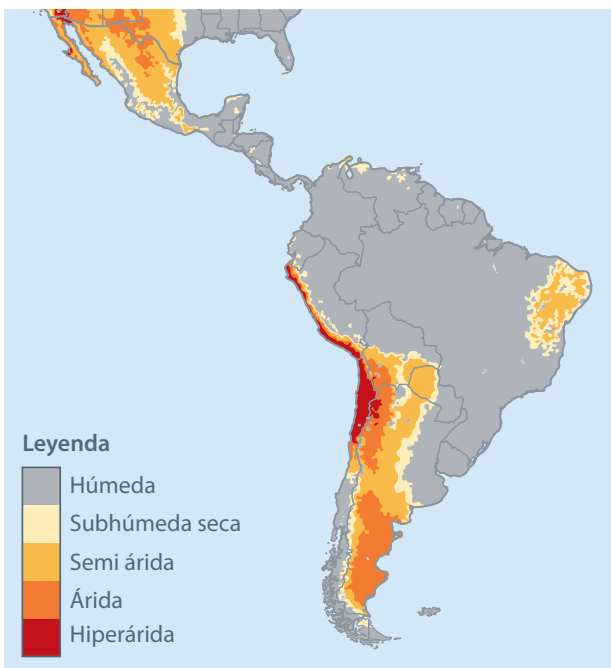 Leyenda
Húmeda
Subhúmeda seca
Semi árida
Árida
Hiperárida